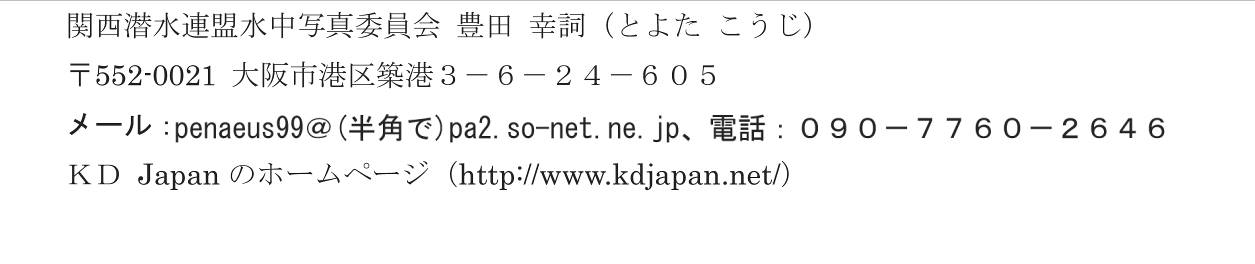 関西潜水連盟水中写真委員会 豊田 幸詞（とよた こうじ）
〒552-0021 大阪市港区築港３－６－２４－６０５
メール：penaeus99＠(半角で)pa2.so-net.ne.jp、電話：０９０－７７６０－２６４６
ＫＤ Japan のホームページ（http://www.kdjapan.net/）